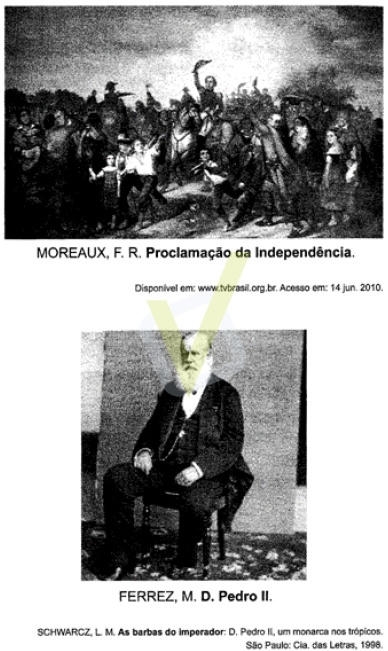 MOREAUX, F. R. Proclamação da Independência.
Disponível em: www.tvbrasil.org.br. Acesso em: 14 jun. 2010.
FERREZ, M. D. Pedro II.
SCHWARCZ, L. M. As barbas do imperador: D. Pedro II, um monarca nos trópicos.
São Paulo: Cia. das Letras, 1998.